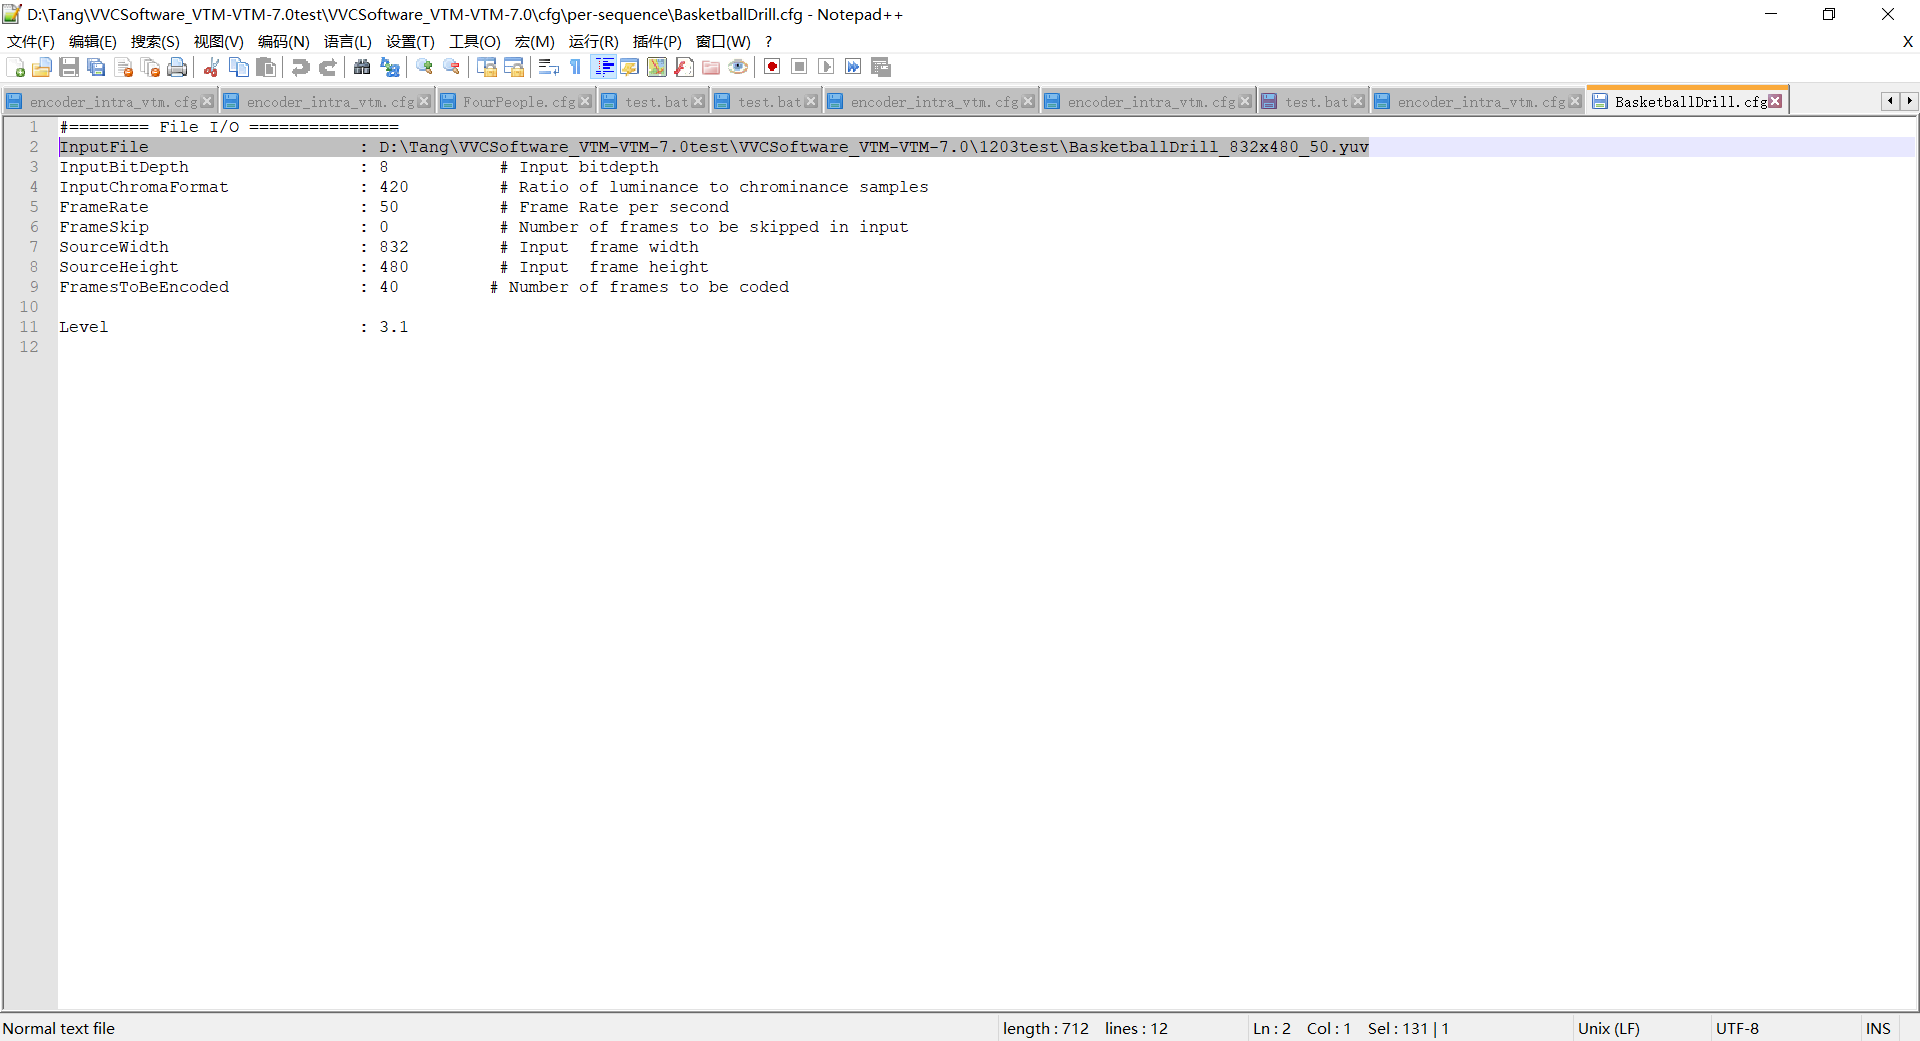 D:\Tang\VVCSoftware_VTM-VTM-7.0test\VVCSoftware_VTM-VTM-7.0\cfg\per-sequence\BasketballDrill.cfg - Notepad++
文件(F) 编辑(E) 搜索(S) 视图(V) 编码(N) 语言(L) 设置(T) 工具(O) 宏(M) 运行(R) 插件(P) 窗口(W) ? X
encoder_intra_vtm.cfg encoder_intra_vtm.cfg FourPeople.cfg test.bat test.bat encoder_intra_vtm.cfg encoder_intra_vtm.cfg test.bat encoder_intra_vtm.cfg BasketballDrill.cfg
1 #======== File I/O ===============
2 InputFile : D:\Tang\VVCSoftware_VTM-VTM-7.0test\VVCSoftware_VTM-VTM-7.0\1203test\BasketballDrill_832x480_50.yuv
3 InputBitDepth : 8 # Input bitdepth
4 InputChromaFormat : 420 # Ratio of luminance to chrominance samples
5 FrameRate : 50 # Frame Rate per second
6 FrameSkip : 0 # Number of frames to be skipped in input
7 SourceWidth : 832 # Input  frame width
8 SourceHeight : 480 # Input  frame height
9 FramesToBeEncoded : 40 # Number of frames to be coded
10
11 Level : 3.1
12
Normal text file length : 712 lines : 12 Ln : 2 Col : 1 Sel : 131 | 1 Unix (LF) UTF-8 INS